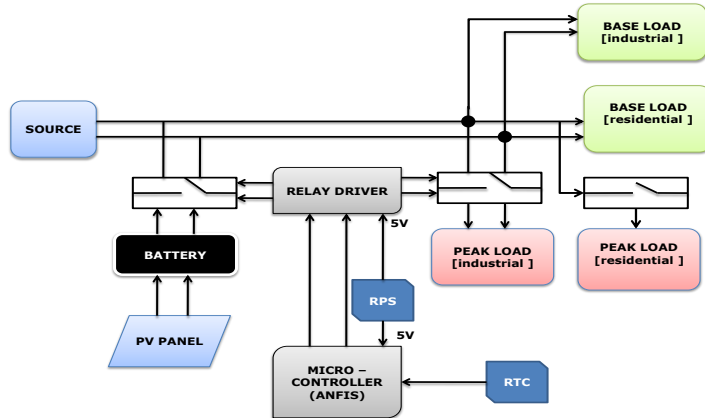 BASE LOAD
[industrial ]
SOURCE
BASE LOAD
[residential ]
RELAY DRIVER
5V
BATTERY
PEAK LOAD
[industrial ]
PEAK LOAD
[residential ]
RPS
PV PANEL
5V
MICRO –
CONTROLLER
(ANFIS)
RTC